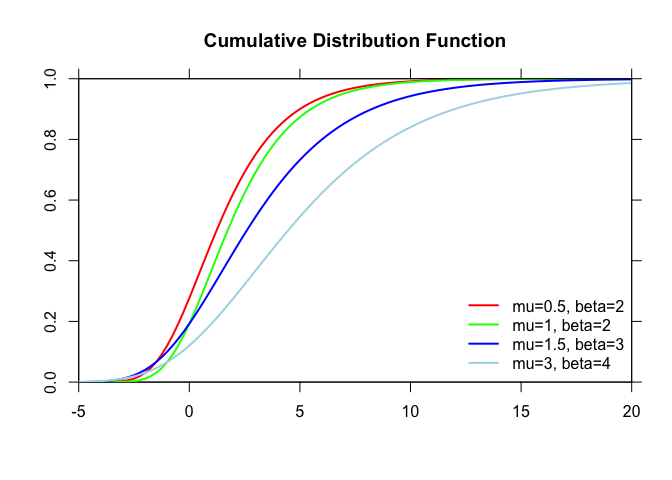 Cumulative Distribution Function
1.0
0.8
0.6
0.4
0.2
0.0
mu=0.5, beta=2
mu=1, beta=2
mu=1.5, beta=3
mu=3, beta=4
-5 0 5 10 15 20